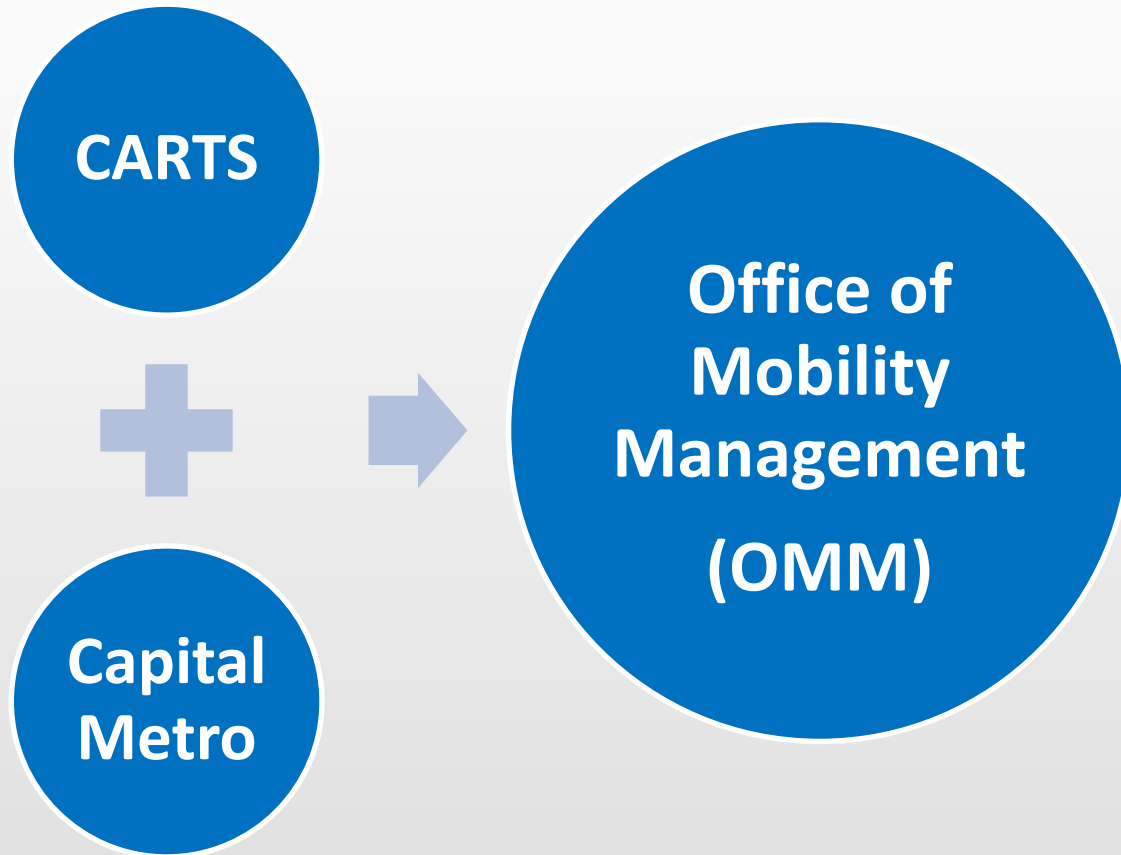 CARTS
Capital
Metro
Office of
Mobility
Management
(OMM)